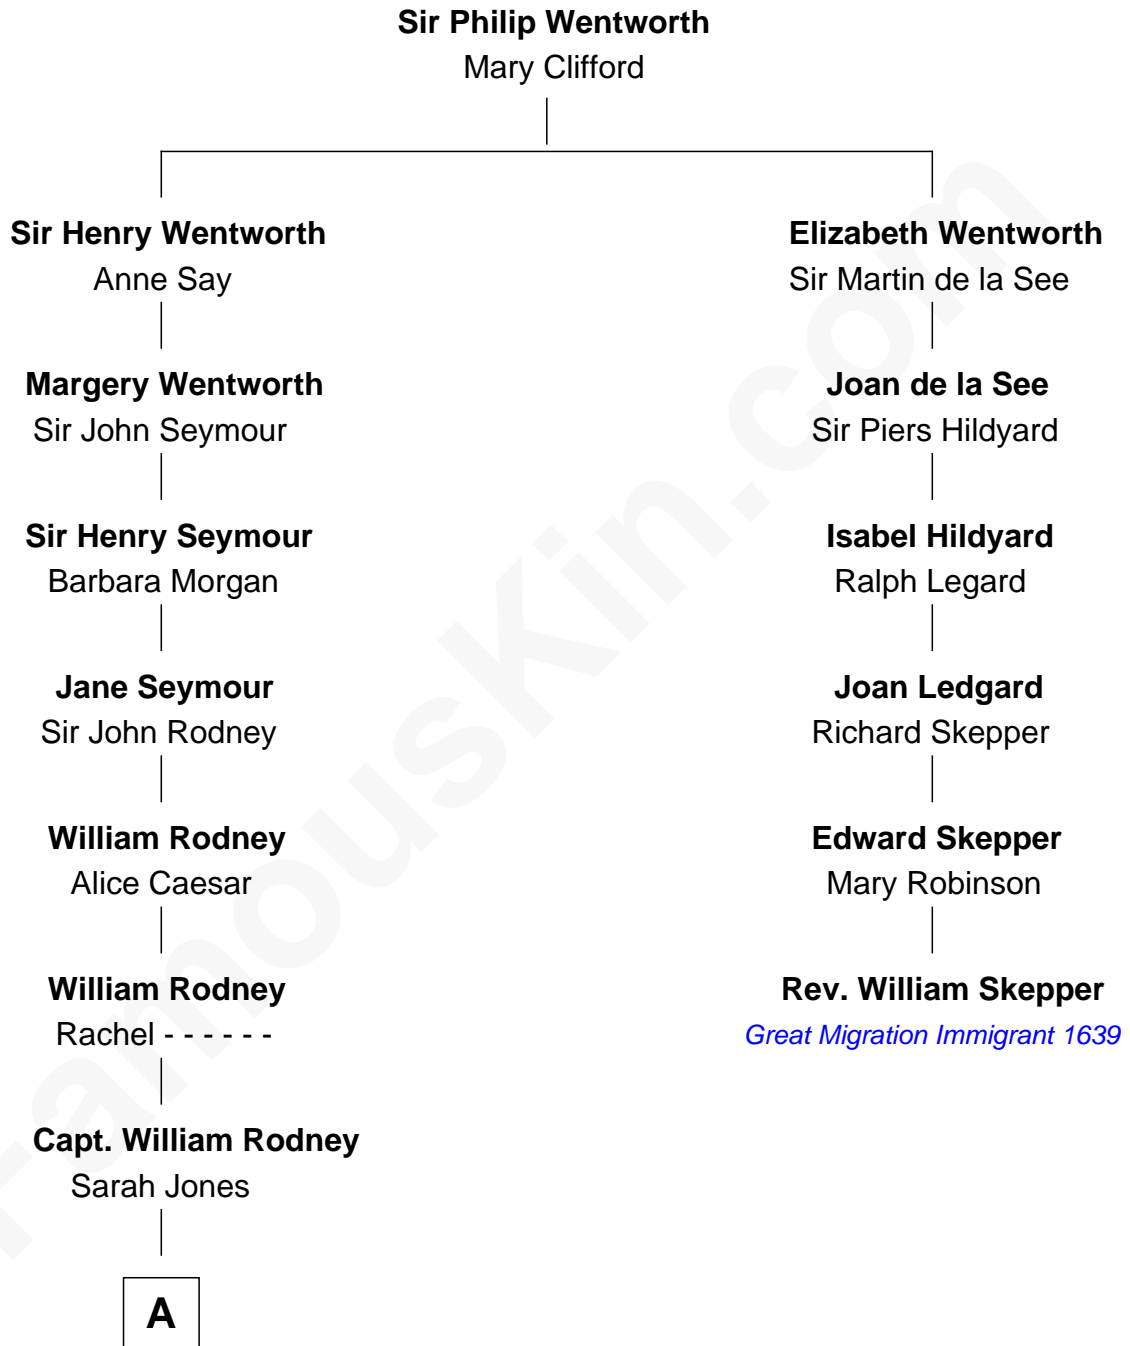 Sir Philip Wentworth
Mary Clifford
Sir Henry Wentworth
Anne Say
Elizabeth Wentworth
Sir Martin de la See
Margery Wentworth
Sir John Seymour
Joan de la See
Sir Piers Hildyard
Sir Henry Seymour
Barbara Morgan
Isabel Hildyard
Ralph Legard
Jane Seymour
Sir John Rodney
Joan Ledgard
Richard Skepper
William Rodney
Alice Caesar
Edward Skepper
Mary Robinson
William Rodney
Rachel - - - - - -
Rev. William Skepper
Great Migration Immigrant 1639
Capt. William Rodney
Sarah Jones
A
FamousKin.com